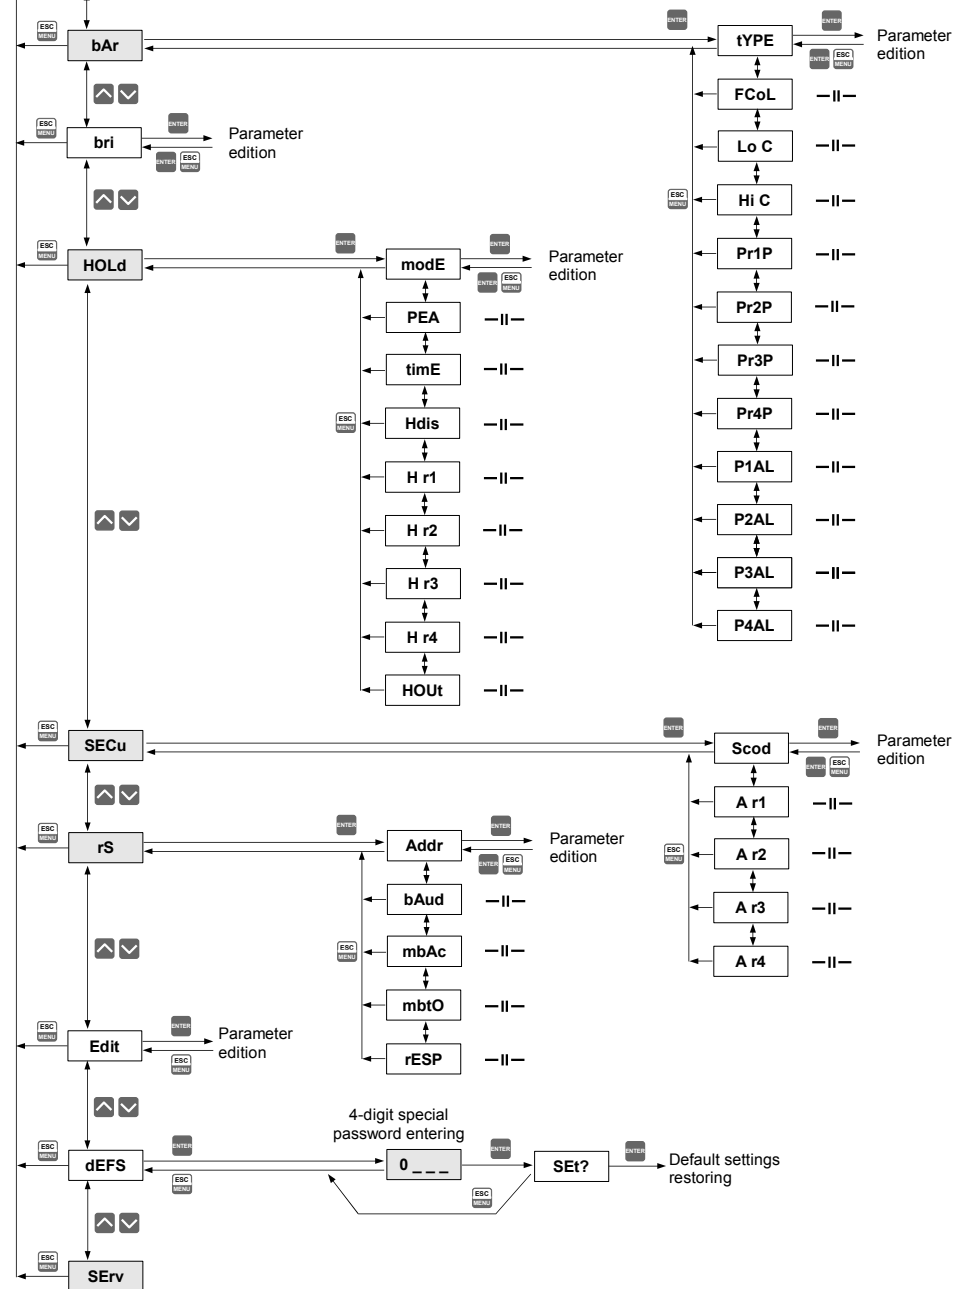 ESC
MENU
bAr
ENTER
tYPE
ENTER
ENTER
ESC
MENU
Parameter
edition
FCoL
—II—
ESC
MENU
bri
ENTER
ENTER
ESC
MENU
Parameter
edition
Lo C
—II—
ESC
MENU
Hi C
—II—
ESC
MENU
HOLd
ENTER
modE
ENTER
ENTER
ESC
MENU
Parameter
edition
Pr1P
—II—
PEA
—II—
Pr2P
—II—
timE
—II—
Pr3P
—II—
ESC
MENU
Hdis
—II—
Pr4P
—II—
H r1
—II—
P1AL
—II—
H r2
—II—
P2AL
—II—
H r3
—II—
P3AL
—II—
H r4
—II—
P4AL
—II—
HOUt
—II—
ESC
MENU
SECu
ENTER
Scod
ENTER
ENTER
ESC
MENU
Parameter
edition
A r1
—II—
ESC
MENU
rS
ENTER
Addr
ENTER
ENTER
ESC
MENU
Parameter
edition
ESC
MENU
A r2
—II—
bAud
—II—
A r3
—II—
ESC
MENU
mbAc
—II—
A r4
—II—
mbtO
—II—
ESC
MENU
Edit
ENTER
ESC
MENU
Parameter
edition
rESP
—II—
4-digit special
password entering
ESC
MENU
dEFS
ENTER
ESC
MENU
0 _ _ _
ENTER
ESC
MENU
SEt?
ENTER
Default settings
restoring
ESC
MENU
SErv